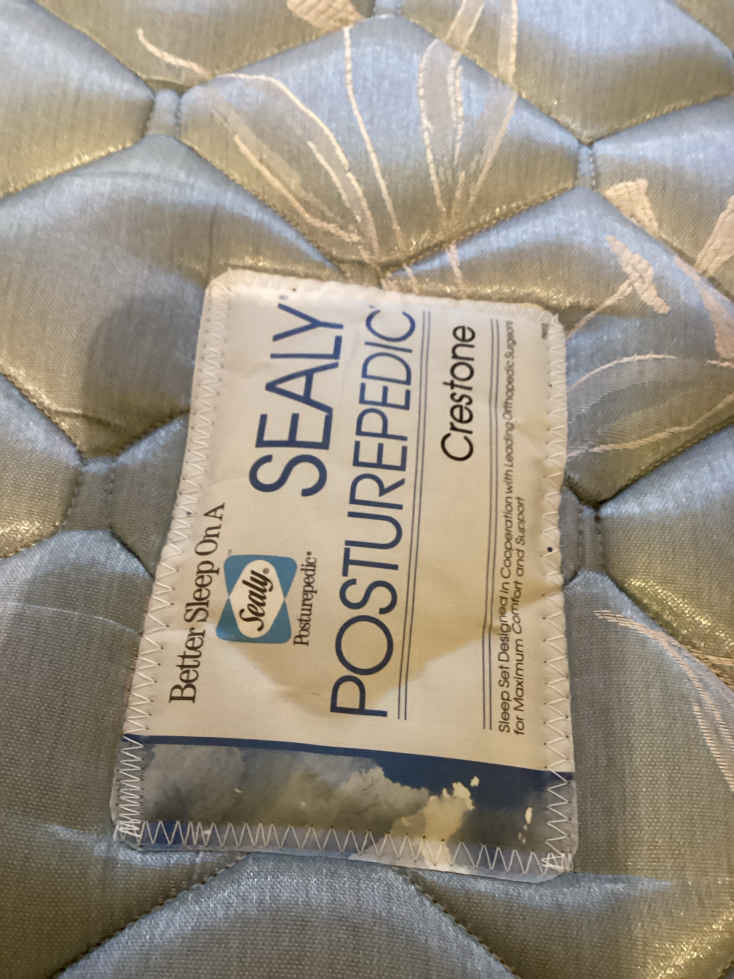 Better Sleep On A
Sealy®
Posturepedic®
SEALY®
POSTUREPEDIC®
Crestone
Sleep Set Designed in Cooperation with Leading Orthopedic Surgeons
for Maximum Comfort and Support